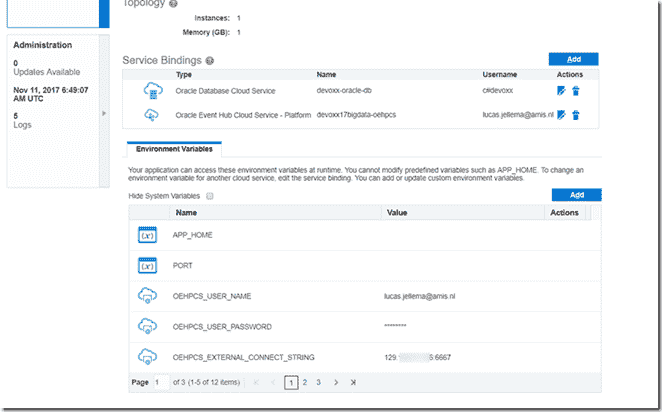 Topology
Instances: 1
Memory (GB): 1
Administration
0
Updates Available
Nov 11, 2017 6:49:07
AM UTC
5
Logs
Service Bindings
Add
Type Name Username Actions
Oracle Database Cloud Service devoxx-oracle-db c#devoxx
Oracle Event Hub Cloud Service - Platform devoxx17bigdata-oehpcs lucas.jellema@amis.nl
Environment Variables
Your application can access these environment variables at runtime. You cannot modify predefined variables such as APP_HOME. To change an
environment variable for another cloud service, edit the service binding. You can add or update custom environment variables.
Hide System Variables
Add
Name Value Actions
(x) APP_HOME
(x) PORT
OEHPCS_USER_NAME lucas.jellema@amis.nl
OEHPCS_USER_PASSWORD ********
OEHPCS_EXTERNAL_CONNECT_STRING 129. 6:6667
Page 1 of 3 (1-5 of 12 items) 1 2 3